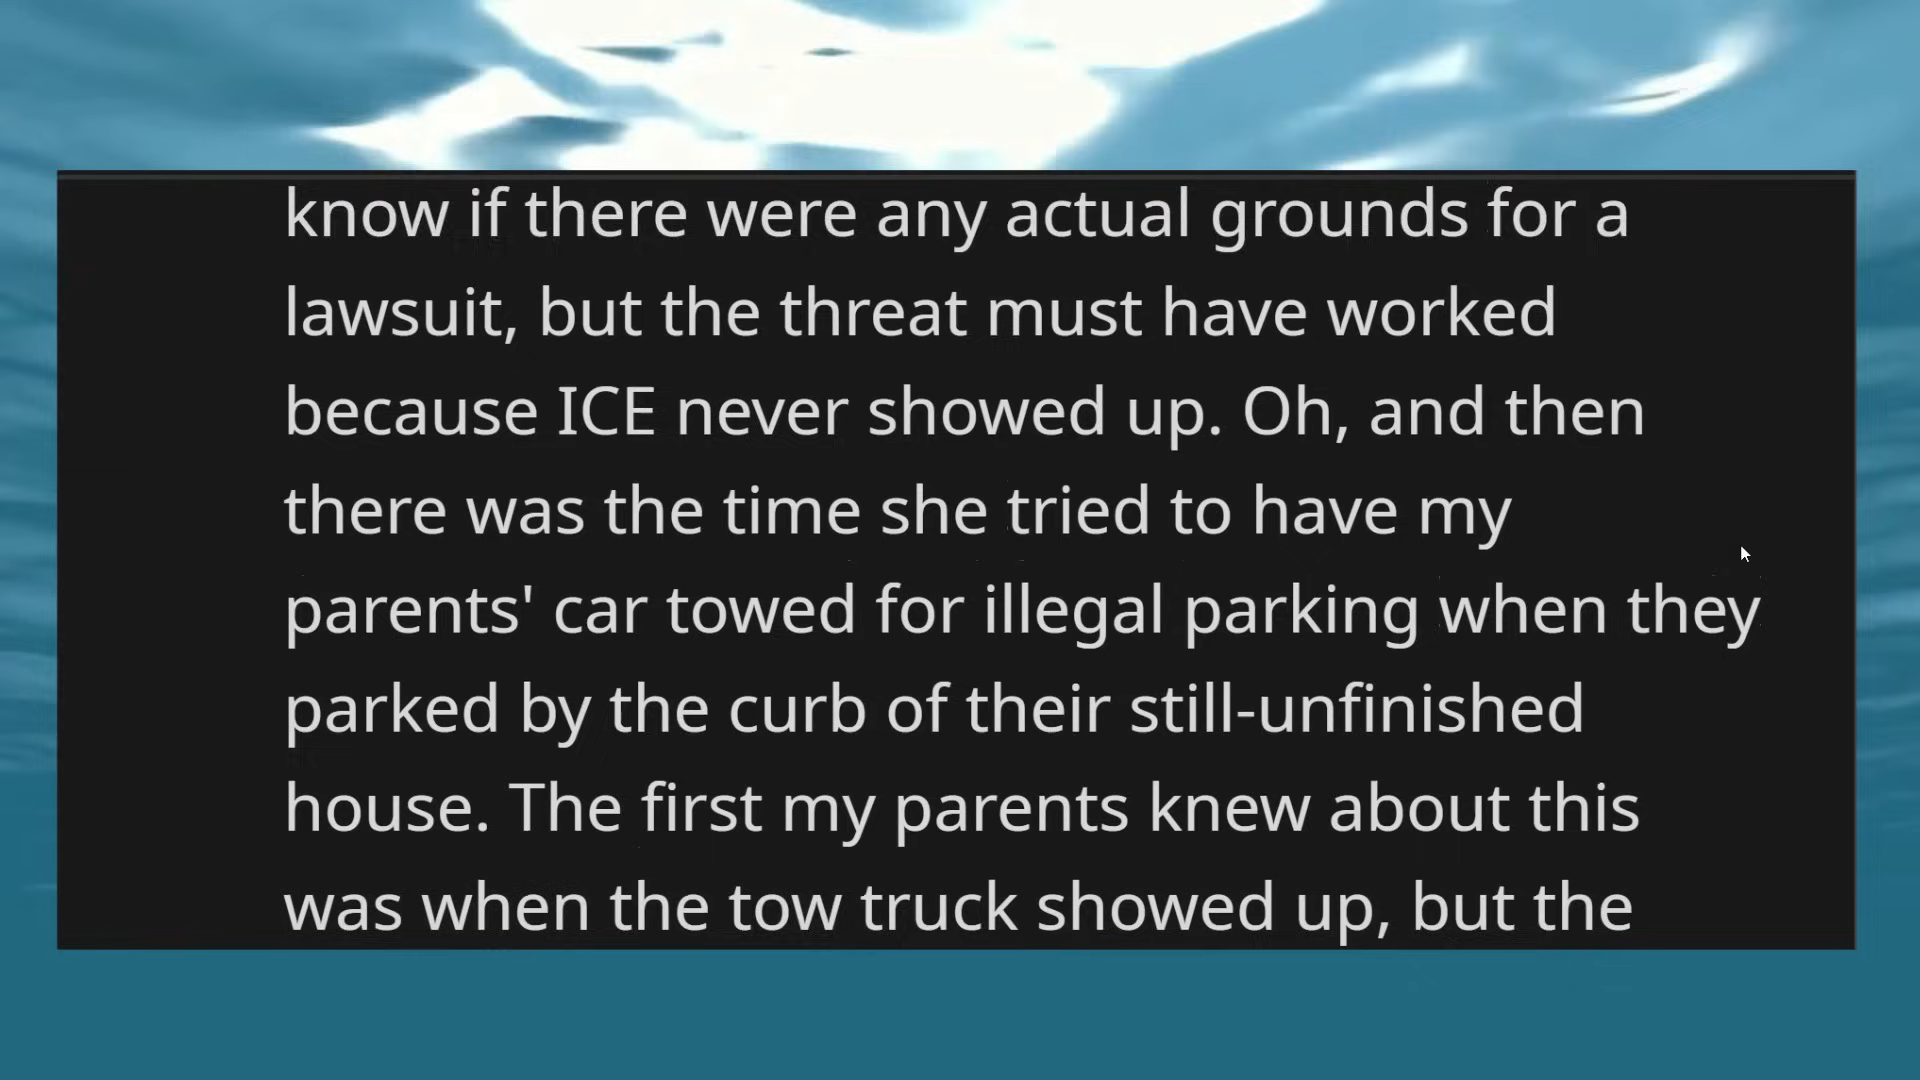 know if there were any actual grounds for a
lawsuit, but the threat must have worked
because ICE never showed up. Oh, and then
there was the time she tried to have my
parents' car towed for illegal parking when they
parked by the curb of their still-unfinished
house. The first my parents knew about this
was when the tow truck showed up, but the